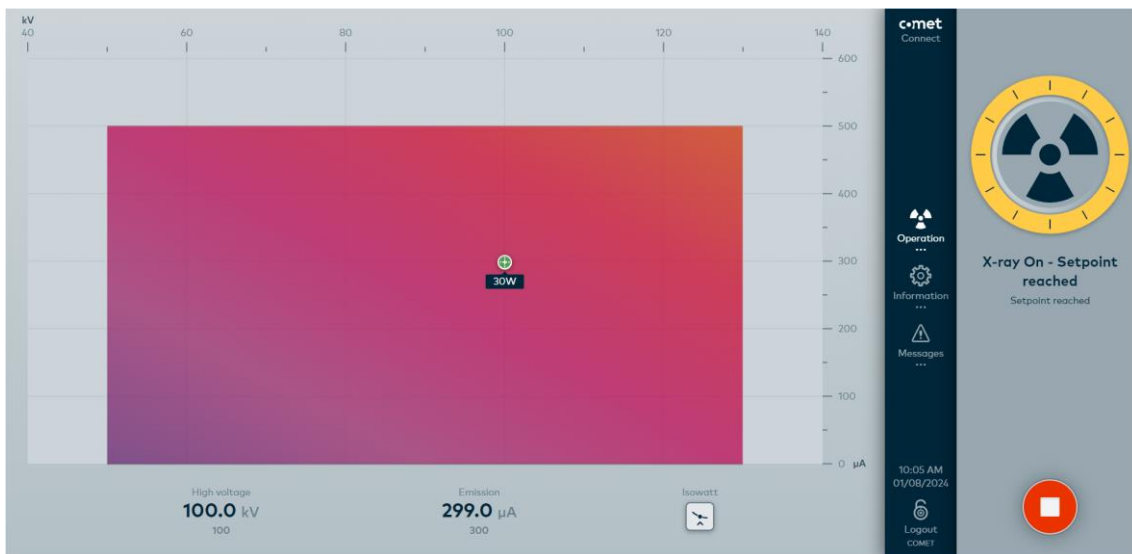 kV
40 60 80 100 120 140
600
500
400
300
200
100
0 µA
30W
High voltage
100.0 kV
100
Emission
299.0 µA
300
Isowatt
comet
Connect
Operation
Information
Messages
10:05 AM
01/08/2024
Logout
COMET
X-ray On - Setpoint
reached
Setpoint reached